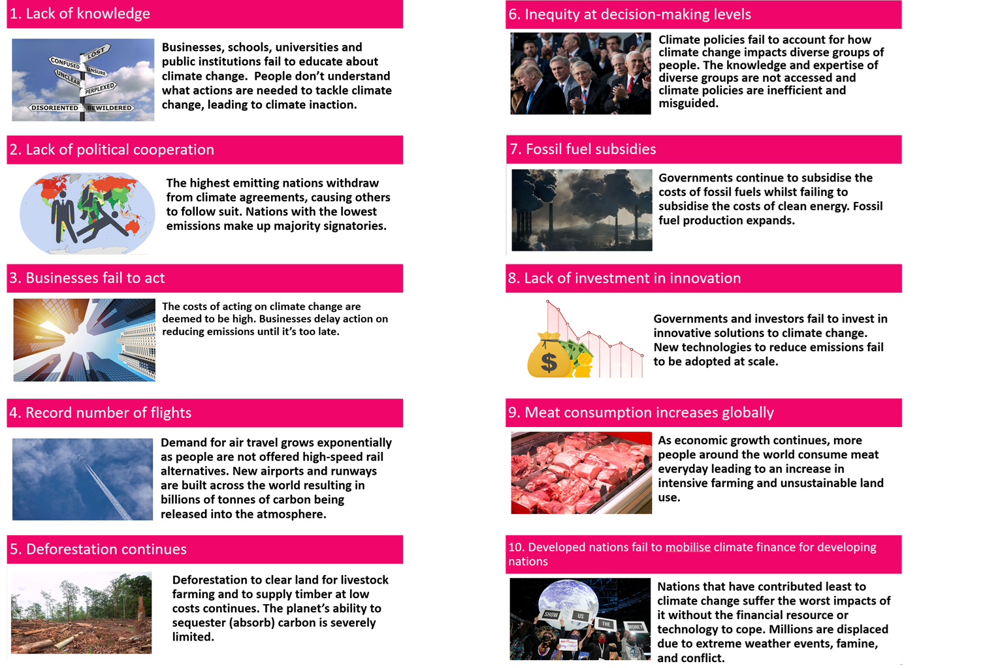 1. Lack of knowledge
LOST
CONFUSED
UNSURE
UNCLEAR
PERPLEXED
DISORIENTED
BEWILDERED
Businesses, schools, universities and
public institutions fail to educate about
climate change.  People don’t understand
what actions are needed to tackle climate
change, leading to climate inaction.
2. Lack of political cooperation
The highest emitting nations withdraw
from climate agreements, causing others
to follow suit. Nations with the lowest
emissions make up majority signatories.
3. Businesses fail to act
The costs of acting on climate change are
deemed to be high. Businesses delay action on
reducing emissions until it’s too late.
4. Record number of flights
Demand for air travel grows exponentially
as people are not offered high-speed rail
alternatives. New airports and runways
are built across the world resulting in
billions of tonnes of carbon being
released into the atmosphere.
5. Deforestation continues
Deforestation to clear land for livestock
farming and to supply timber at low
costs continues. The planet’s ability to
sequester (absorb) carbon is severely
limited.
6. Inequity at decision-making levels
Climate policies fail to account for how
climate change impacts diverse groups of
people. The knowledge and expertise of
diverse groups are not accessed and
climate policies are inefficient and
misguided.
7. Fossil fuel subsidies
Governments continue to subsidise the
costs of fossil fuels whilst failing to
subsidise the costs of clean energy. Fossil
fuel production expands.
8. Lack of investment in innovation
$
Governments and investors fail to invest in
innovative solutions to climate change.
New technologies to reduce emissions fail
to be adopted at scale.
9. Meat consumption increases globally
As economic growth continues, more
people around the world consume meat
everyday leading to an increase in
intensive farming and unsustainable land
use.
10. Developed nations fail to mobilise climate finance for developing
nations
SHOW US THE MONEY
Nations that have contributed least to
climate change suffer the worst impacts of
it without the financial resource or
technology to cope. Millions are displaced
due to extreme weather events, famine,
and conflict.